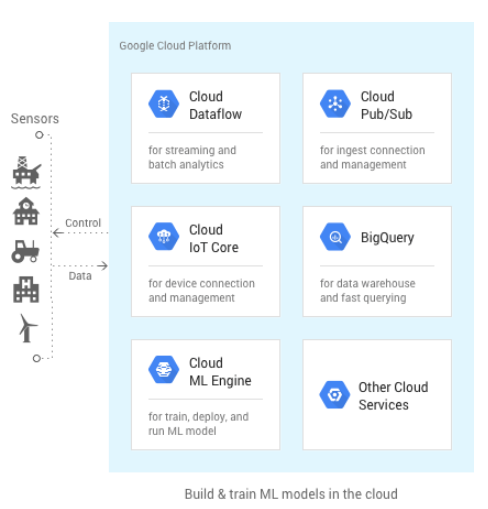 Google Cloud Platform
Sensors
Control
Data
Cloud
Dataflow
for streaming and
batch analytics
Cloud
Pub/Sub
for ingest connection
and management
Cloud
IoT Core
for device connection
and management
BigQuery
for data warehouse
and fast querying
Cloud
ML Engine
for train, deploy, and
run ML model
Other Cloud
Services
Build & train ML models in the cloud